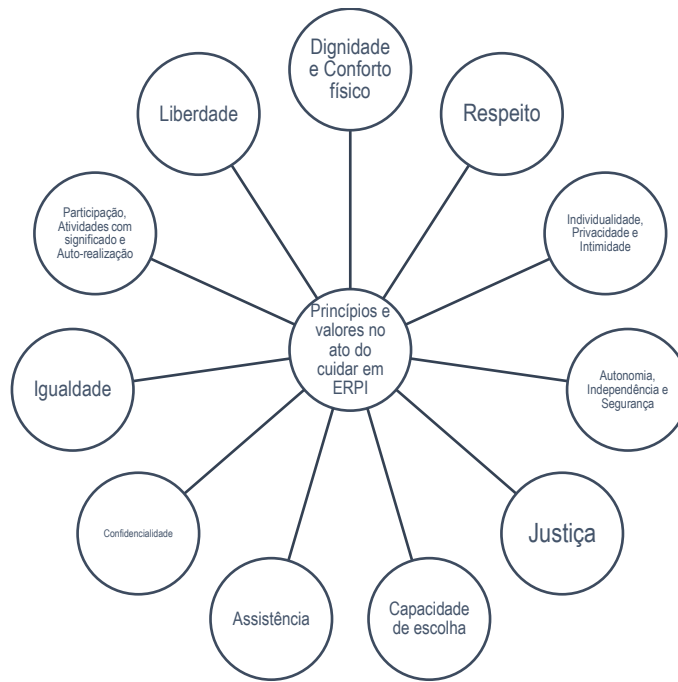 Dignidade
e Conforto
físico
Respeito
Individualidade,
Privacidade e
Intimidade
Autonomia,
Independência e
Segurança
Justiça
Capacidade
de escolha
Assistência
Confidencialidade
Igualdade
Participação,
Atividades com
significado e
Auto-realização
Liberdade
Princípios e
valores no
ato do
cuidar em
ERPI